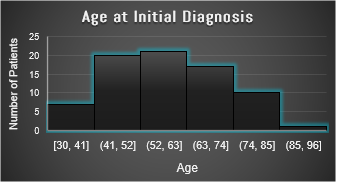 Age at Initial Diagnosis
Number of Patients
25
20
15
10
5
0
[30, 41] (41, 52] (52, 63] (63, 74] (74, 85] (85, 96]
Age